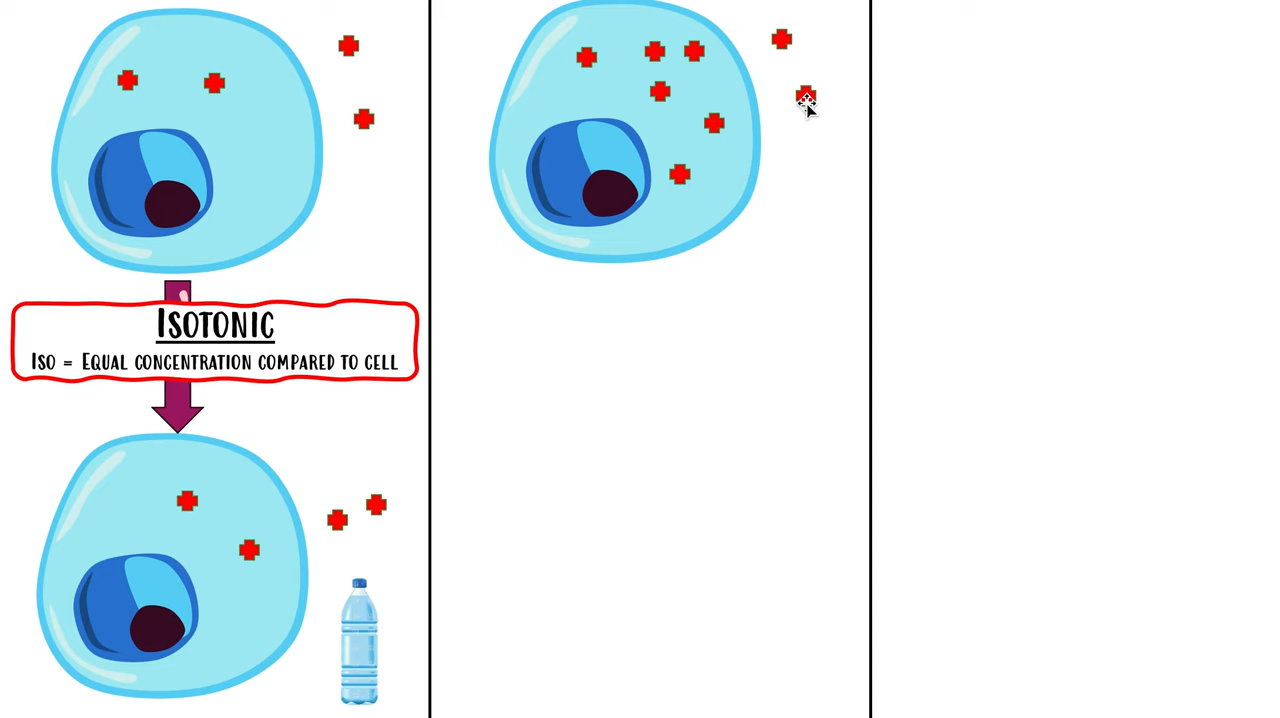 Isotonic
Iso = Equal concentration compared to cell